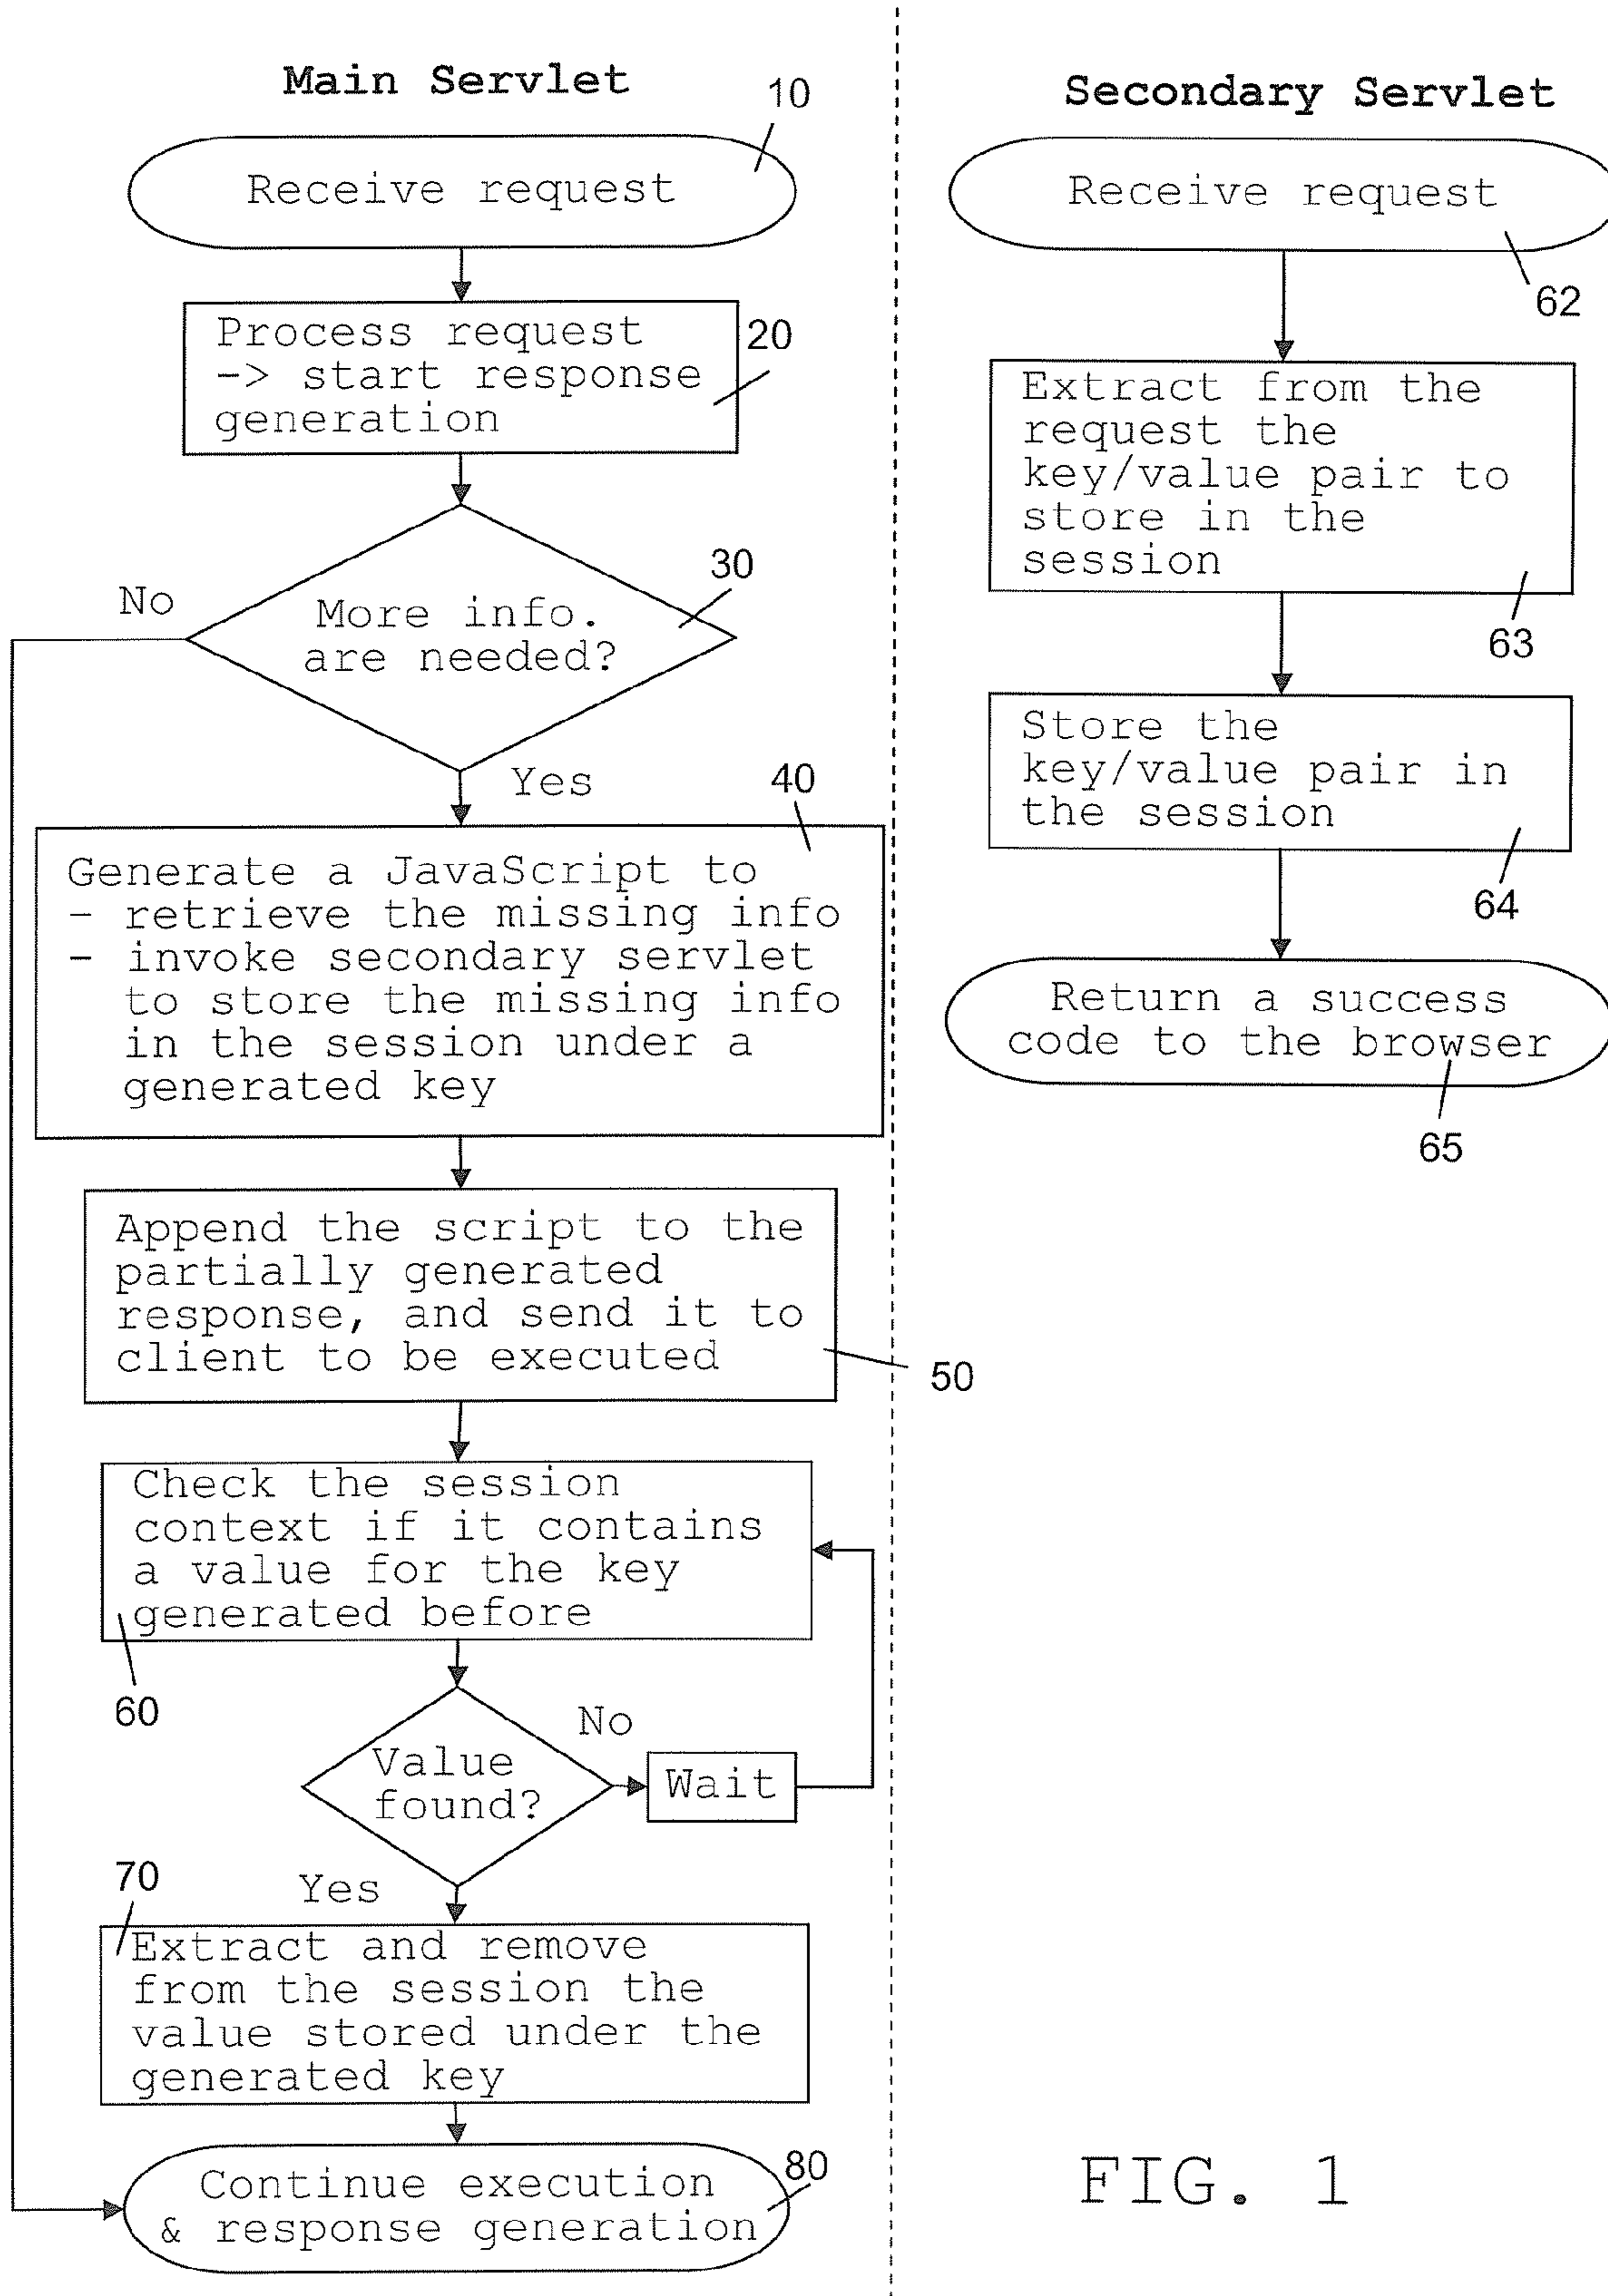 Main Servlet
10
Receive request
Process request
-> start response
generation
20
More info.
are needed?
30
No
Yes
40
Generate a JavaScript to
- retrieve the missing info
- invoke secondary servlet
to store the missing info
in the session under a
generated key
Append the script to the
partially generated
response, and send it to
client to be executed
50
Check the session
context if it contains
a value for the key
generated before
60
Value
found?
No
Wait
Yes
70
Extract and remove
from the session the
value stored under the
generated key
Continue execution
& response generation
80
Secondary Servlet
Receive request
62
Extract from the
request the
key/value pair to
store in the
session
63
Store the
key/value pair in
the session
64
Return a success
code to the browser
65
FIG. 1